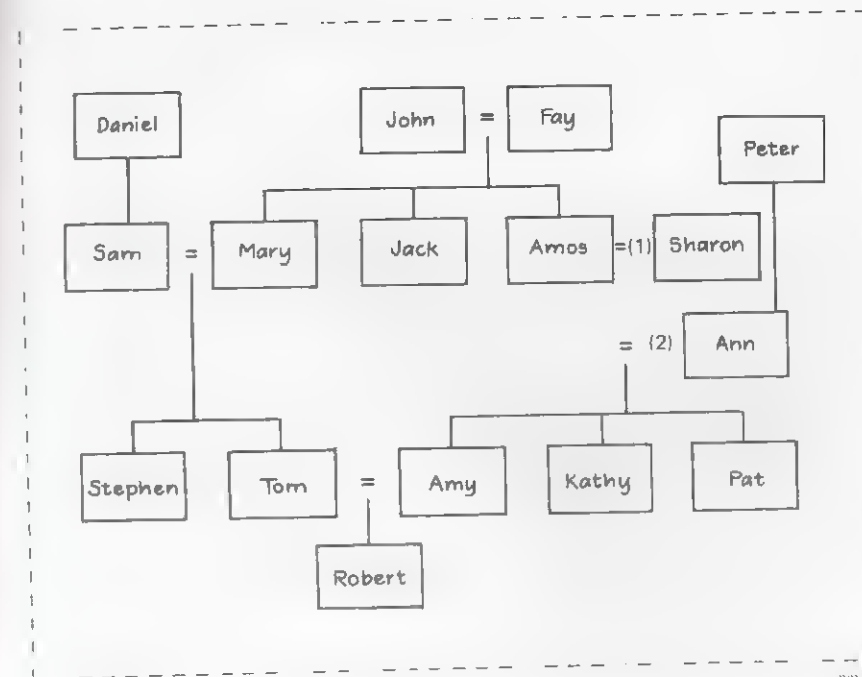 John = Fay
Daniel
Peter
Sam = Mary
Jack
Amos =(1) Sharon
= (2) Ann
Stephen
Tom = Amy
Kathy
Pat
Robert